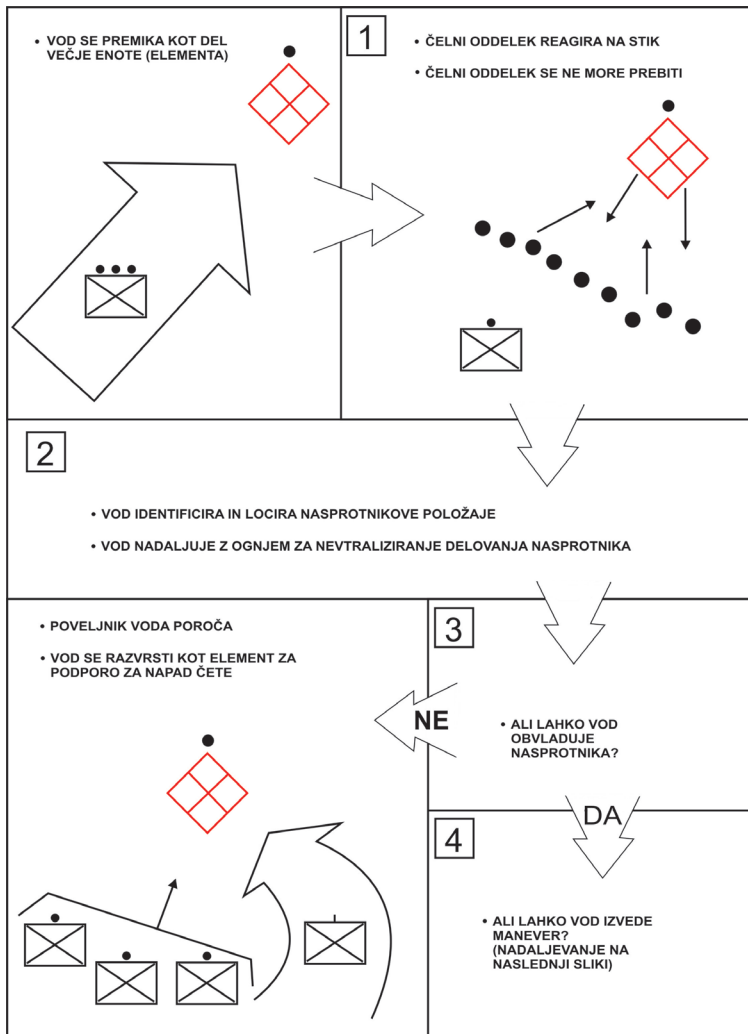 • VOD SE PREMIKA KOT DEL
VEČJE ENOTE (ELEMENTA)
1
• ČELNI ODDELEK REAGIRA NA STIK
• ČELNI ODDELEK SE NE MORE PREBITI
2
• VOD IDENTIFICIRA IN LOCIRA NASPROTNIKOVE POLOŽAJE
• VOD NADALJUJE Z OGNJEM ZA NEVTRALIZIRANJE DELOVANJA NASPROTNIKA
3
• ALI LAHKO VOD
OBVLADUJE
NASPROTNIKA?
NE
• POVELJNIK VODA POROČA
• VOD SE RAZVRSTI KOT ELEMENT ZA
PODPORO ZA NAPAD ČETE
DA
4
• ALI LAHKO VOD IZVEDE
MANEVER?
(NADALJEVANJE NA
NASLEDNJI SLIKI)